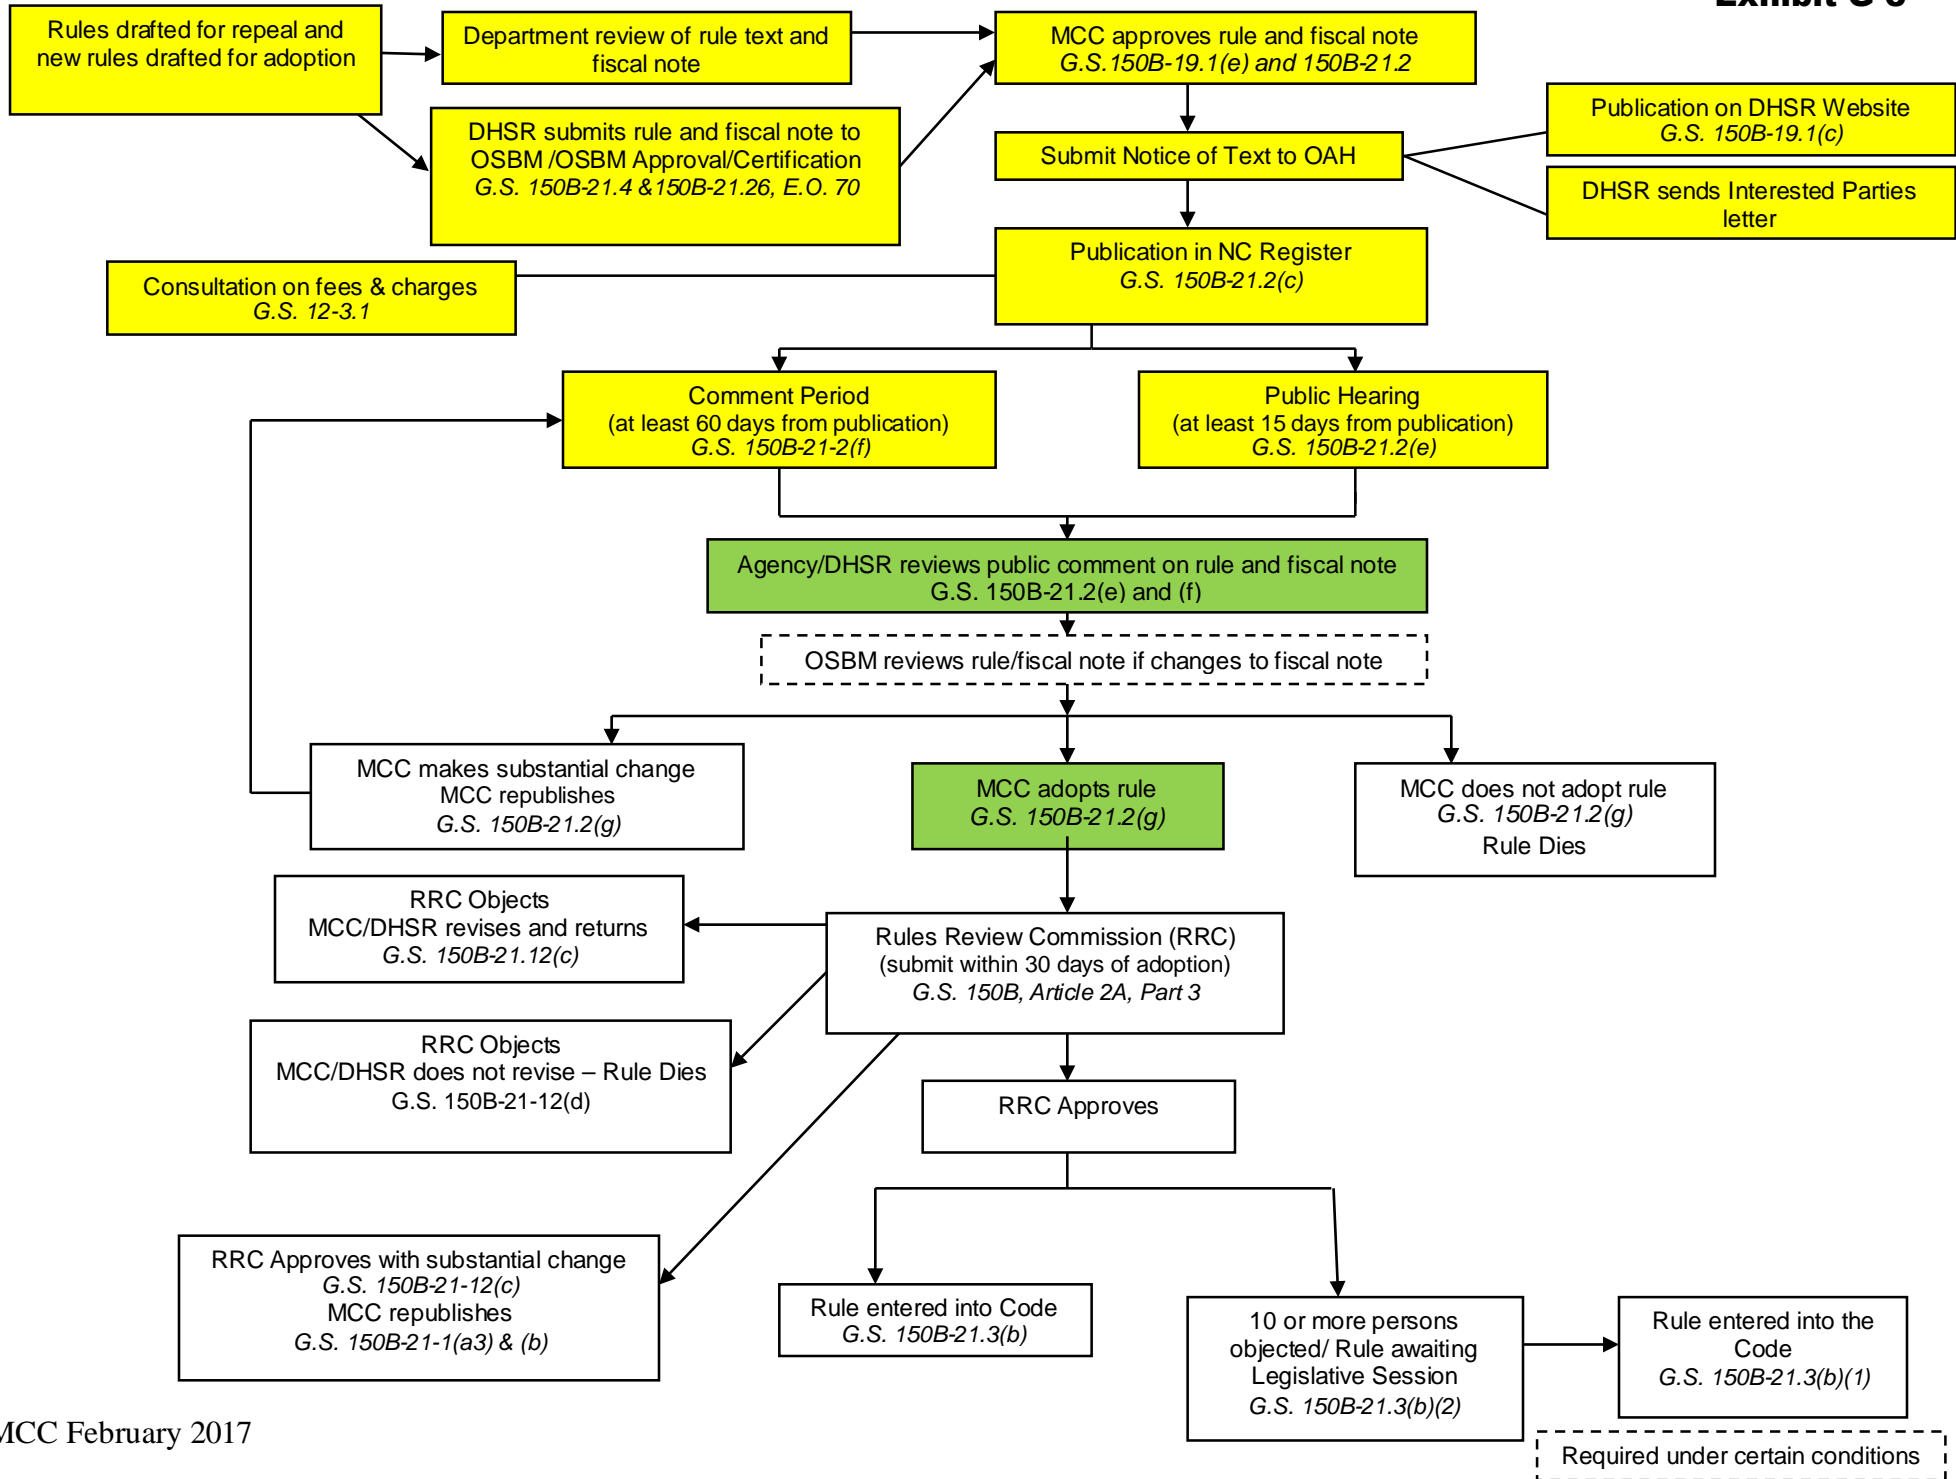 Exhibit G-3
Rules drafted for repeal and
new rules drafted for adoption
Department review of rule text and
fiscal note
MCC approves rule and fiscal note
G.S.150B-19.1(e) and 150B-21.2
DHSR submits rule and fiscal note to
OSBM /OSBM Approval/Certification
G.S. 150B-21.4 &150B-21.26, E.O. 70
Submit Notice of Text to OAH
Publication on DHSR Website
G.S. 150B-19.1(c)
DHSR sends Interested Parties
letter
Publication in NC Register
G.S. 150B-21.2(c)
Consultation on fees & charges
G.S. 12-3.1
Comment Period
(at least 60 days from publication)
G.S. 150B-21-2(f)
Public Hearing
(at least 15 days from publication)
G.S. 150B-21.2(e)
Agency/DHSR reviews public comment on rule and fiscal note
G.S. 150B-21.2(e) and (f)
OSBM reviews rule/fiscal note if changes to fiscal note
MCC makes substantial change
MCC republishes
G.S. 150B-21.2(g)
MCC adopts rule
G.S. 150B-21.2(g)
MCC does not adopt rule
G.S. 150B-21.2(g)
Rule Dies
RRC Objects
MCC/DHSR revises and returns
G.S. 150B-21.12(c)
Rules Review Commission (RRC)
(submit within 30 days of adoption)
G.S. 150B, Article 2A, Part 3
RRC Objects
MCC/DHSR does not revise – Rule Dies
G.S. 150B-21-12(d)
RRC Approves
RRC Approves with substantial change
G.S. 150B-21-12(c)
MCC republishes
G.S. 150B-21-1(a3) & (b)
Rule entered into Code
G.S. 150B-21.3(b)
10 or more persons
objected/ Rule awaiting
Legislative Session
G.S. 150B-21.3(b)(2)
Rule entered into the
Code
G.S. 150B-21.3(b)(1)
MCC February 2017
Required under certain conditions